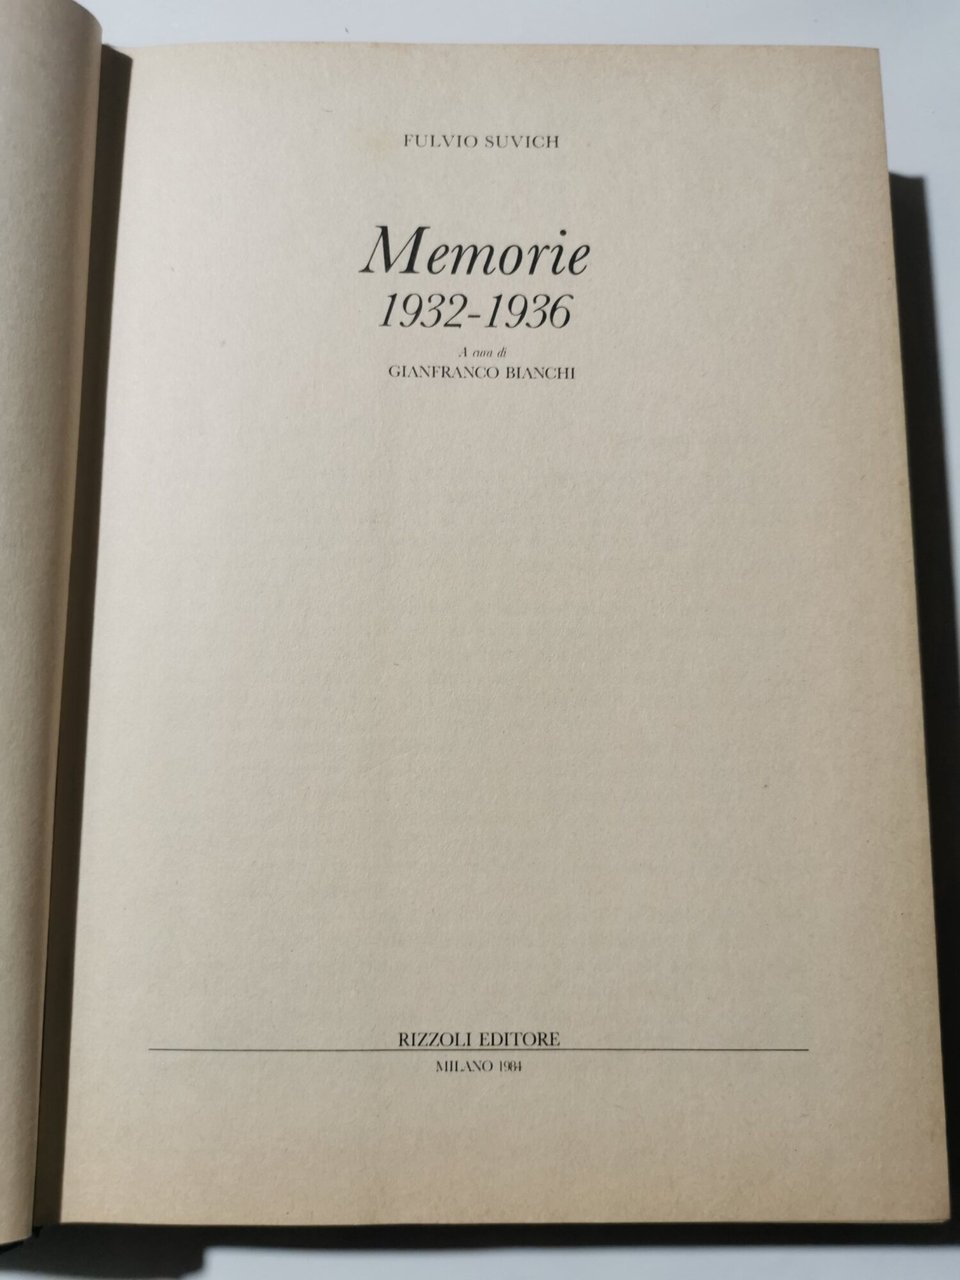 FULVIO SUVICH
Memorie
1932-1936
A cura di
GIANFRANCO BIANCHI
RIZZOLI EDITORE
MILANO 1984